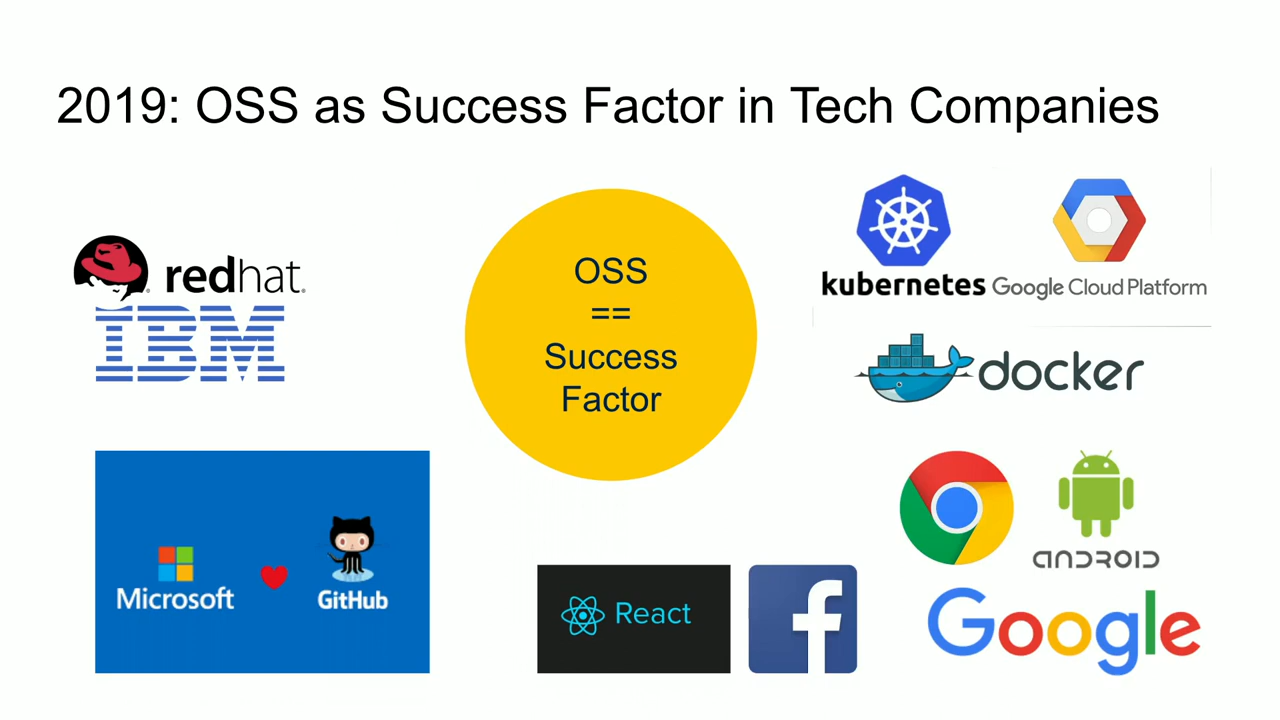 2019: OSS as Success Factor in Tech Companies
redhat.
IBM
OSS
==
Success
Factor
kubernetes
Google Cloud Platform
docker
Microsoft
GitHub
React
f
ANDROID
Google